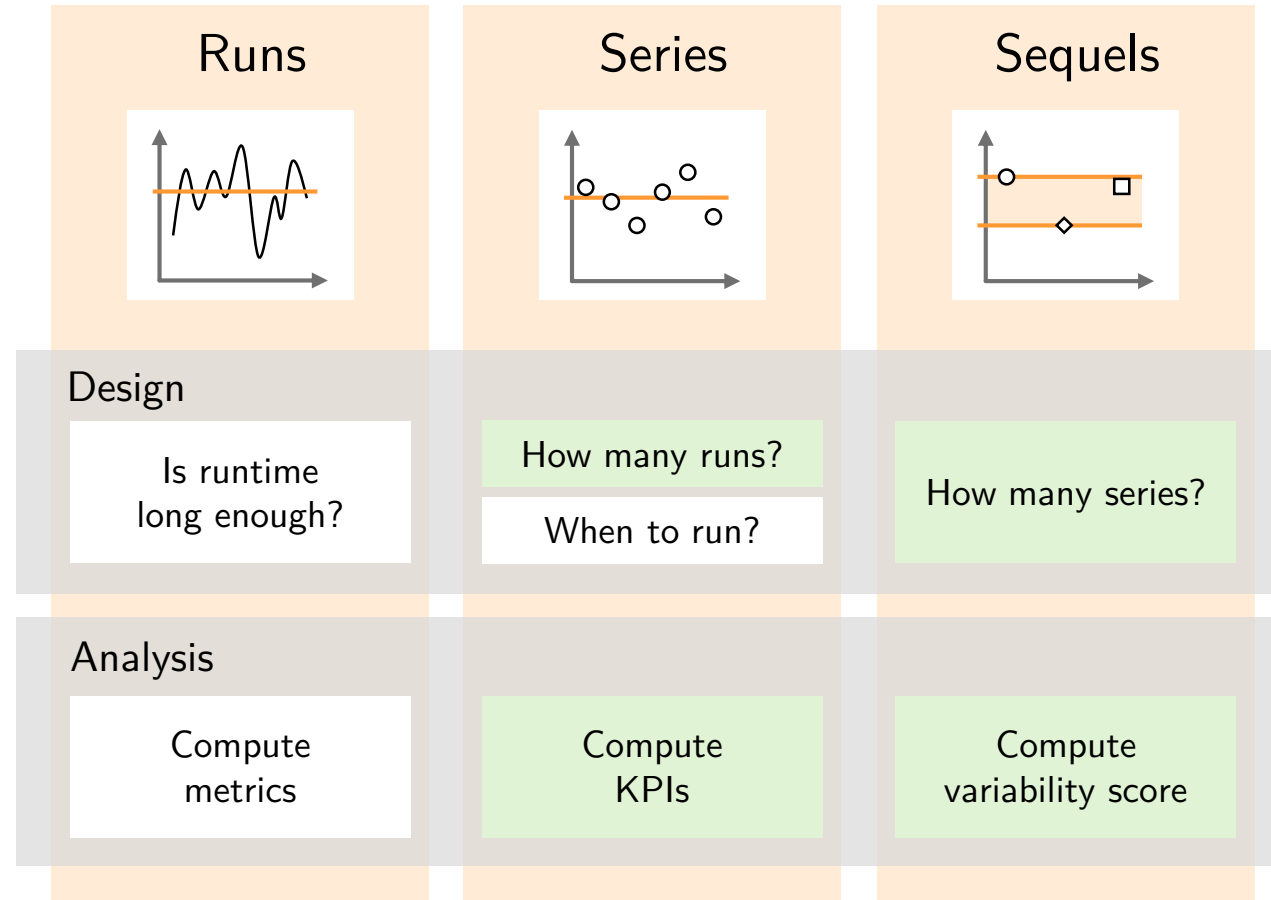 Runs
Series
Sequels
Design
Is runtime
long enough?
How many runs?
When to run?
How many series?
Analysis
Compute
metrics
Compute
KPIs
Compute
variability score